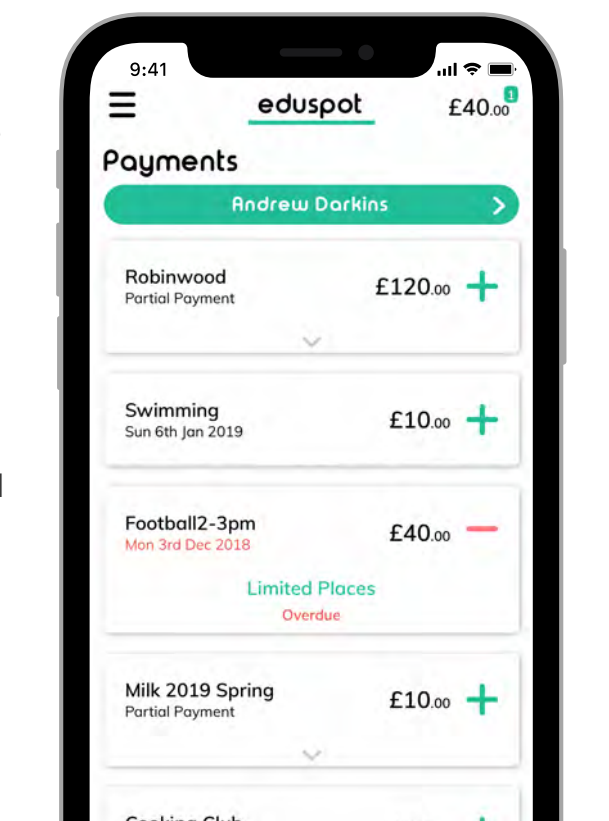 9:41
eduspot
£40.00
1
Payments
Andrew Darkins
Robinwood
£120.00
Partial Payment
Swimming
£10.00
Sun 6th Jan 2019
Football2-3pm
£40.00
Mon 3rd Dec 2018
Limited Places
Overdue
Milk 2019 Spring
£10.00
Partial Payment
Cooking Club